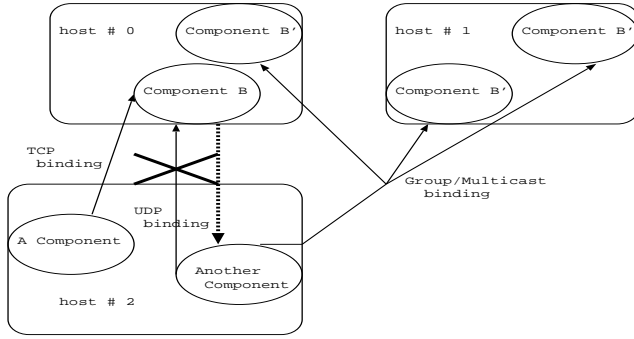 host # 0
Component B'
Component B
host # 1
Component B'
Component B'
TCP
binding
UDP
binding
Group/Multicast
binding
A Component
Another
Component
host # 2